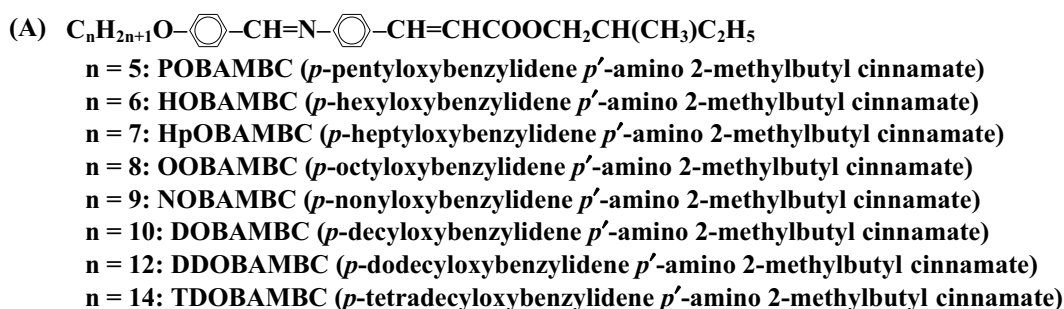 (A) CₙH₂ₙ₊₁O–⌬–CH=N–⌬–CH=CHCOOCH₂CH(CH₃)C₂H₅
n = 5: POBAMBC (p-pentyloxybenzylidene p′-amino 2-methylbutyl cinnamate)
n = 6: HOBAMBC (p-hexyloxybenzylidene p′-amino 2-methylbutyl cinnamate)
n = 7: HpOBAMBC (p-heptyloxybenzylidene p′-amino 2-methylbutyl cinnamate)
n = 8: OOBAMBC (p-octyloxybenzylidene p′-amino 2-methylbutyl cinnamate)
n = 9: NOBAMBC (p-nonyloxybenzylidene p′-amino 2-methylbutyl cinnamate)
n = 10: DOBAMBC (p-decyloxybenzylidene p′-amino 2-methylbutyl cinnamate)
n = 12: DDOBAMBC (p-dodecyloxybenzylidene p′-amino 2-methylbutyl cinnamate)
n = 14: TDOBAMBC (p-tetradecyloxybenzylidene p′-amino 2-methylbutyl cinnamate)